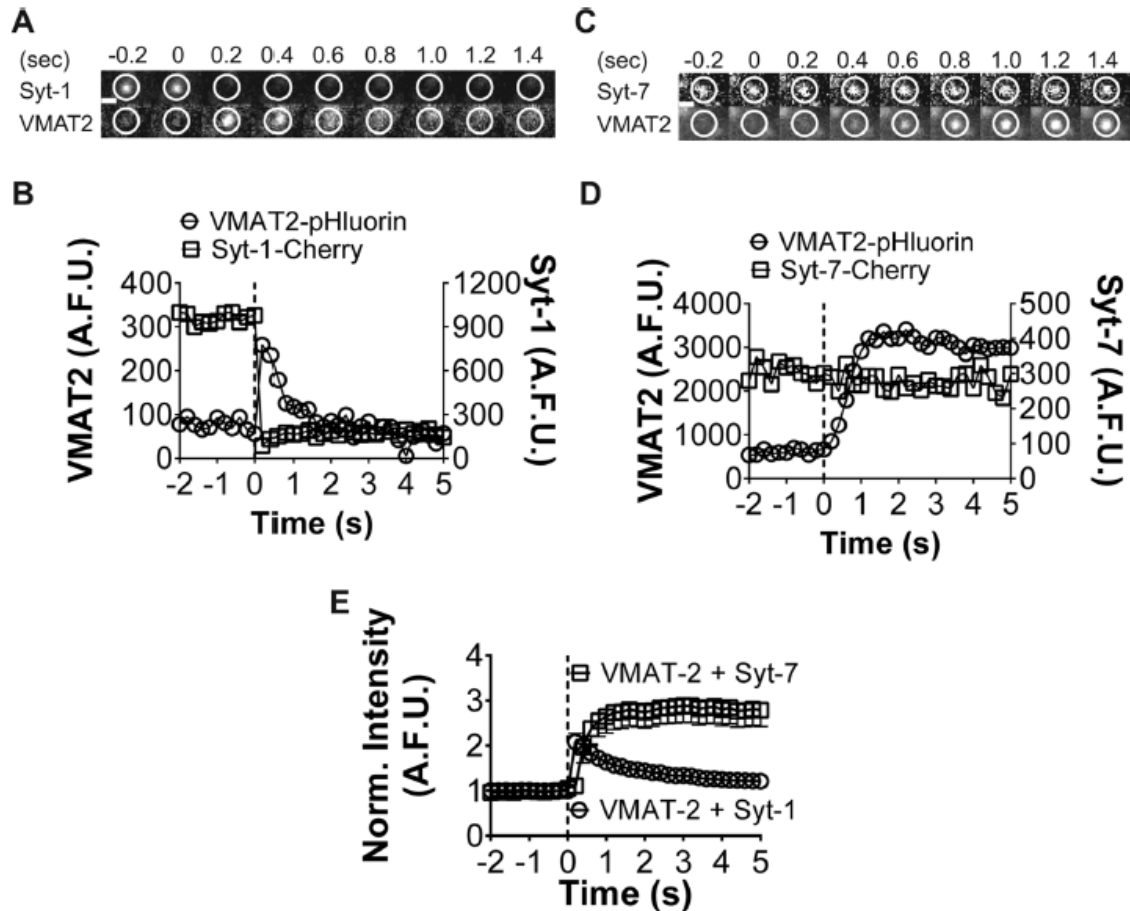 A
(sec) -0.2 0 0.2 0.4 0.6 0.8 1.0 1.2 1.4
Syt-1
VMAT2
C
(sec) -0.2 0 0.2 0.4 0.6 0.8 1.0 1.2 1.4
Syt-7
VMAT2
B
VMAT2-pHluorin
Syt-1-Cherry
VMAT2 (A.F.U.)
400
300
200
100
0
Syt-1 (A.F.U.)
1200
900
600
300
0
-2 -1 0 1 2 3 4 5
Time (s)
D
VMAT2-pHluorin
Syt-7-Cherry
VMAT2 (A.F.U.)
4000
3000
2000
1000
0
Syt-7 (A.F.U.)
500
400
300
200
100
0
-2 -1 0 1 2 3 4 5
Time (s)
E
Norm. Intensity
(A.F.U.)
4
3
2
1
0
VMAT-2 + Syt-7
VMAT-2 + Syt-1
-2 -1 0 1 2 3 4 5
Time (s)